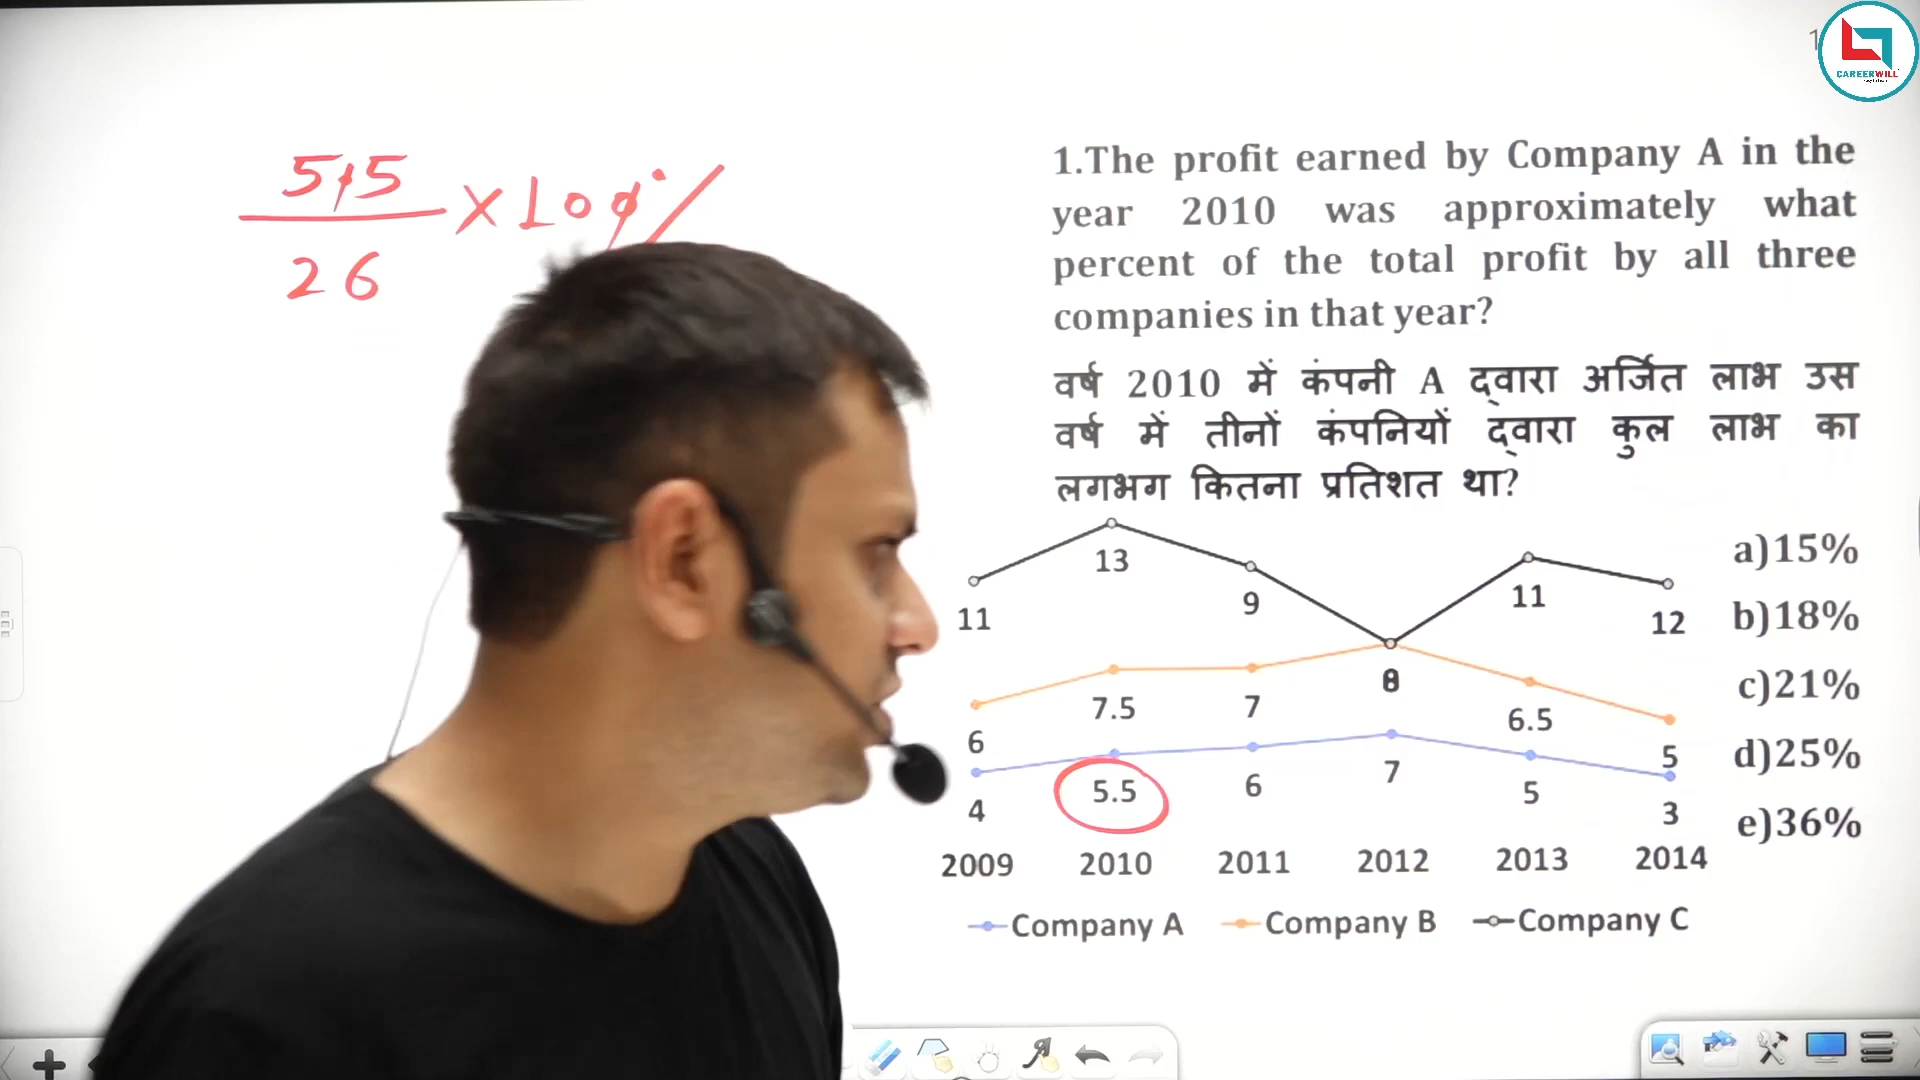 CAREERWILL
5.5
26
×100%
1.The profit earned by Company A in the
year 2010 was approximately what
percent of the total profit by all three
companies in that year?
वर्ष 2010 में कंपनी A द्वारा अर्जित लाभ उस
वर्ष में तीनों कंपनियों द्वारा कुल लाभ का
लगभग कितना प्रतिशत था?
11 13 9 8 11 12
6 7.5 7 8 6.5 5
4 5.5 6 7 5 3
2009 2010 2011 2012 2013 2014
Company A Company B Company C
a)15%
b)18%
c)21%
d)25%
e)36%